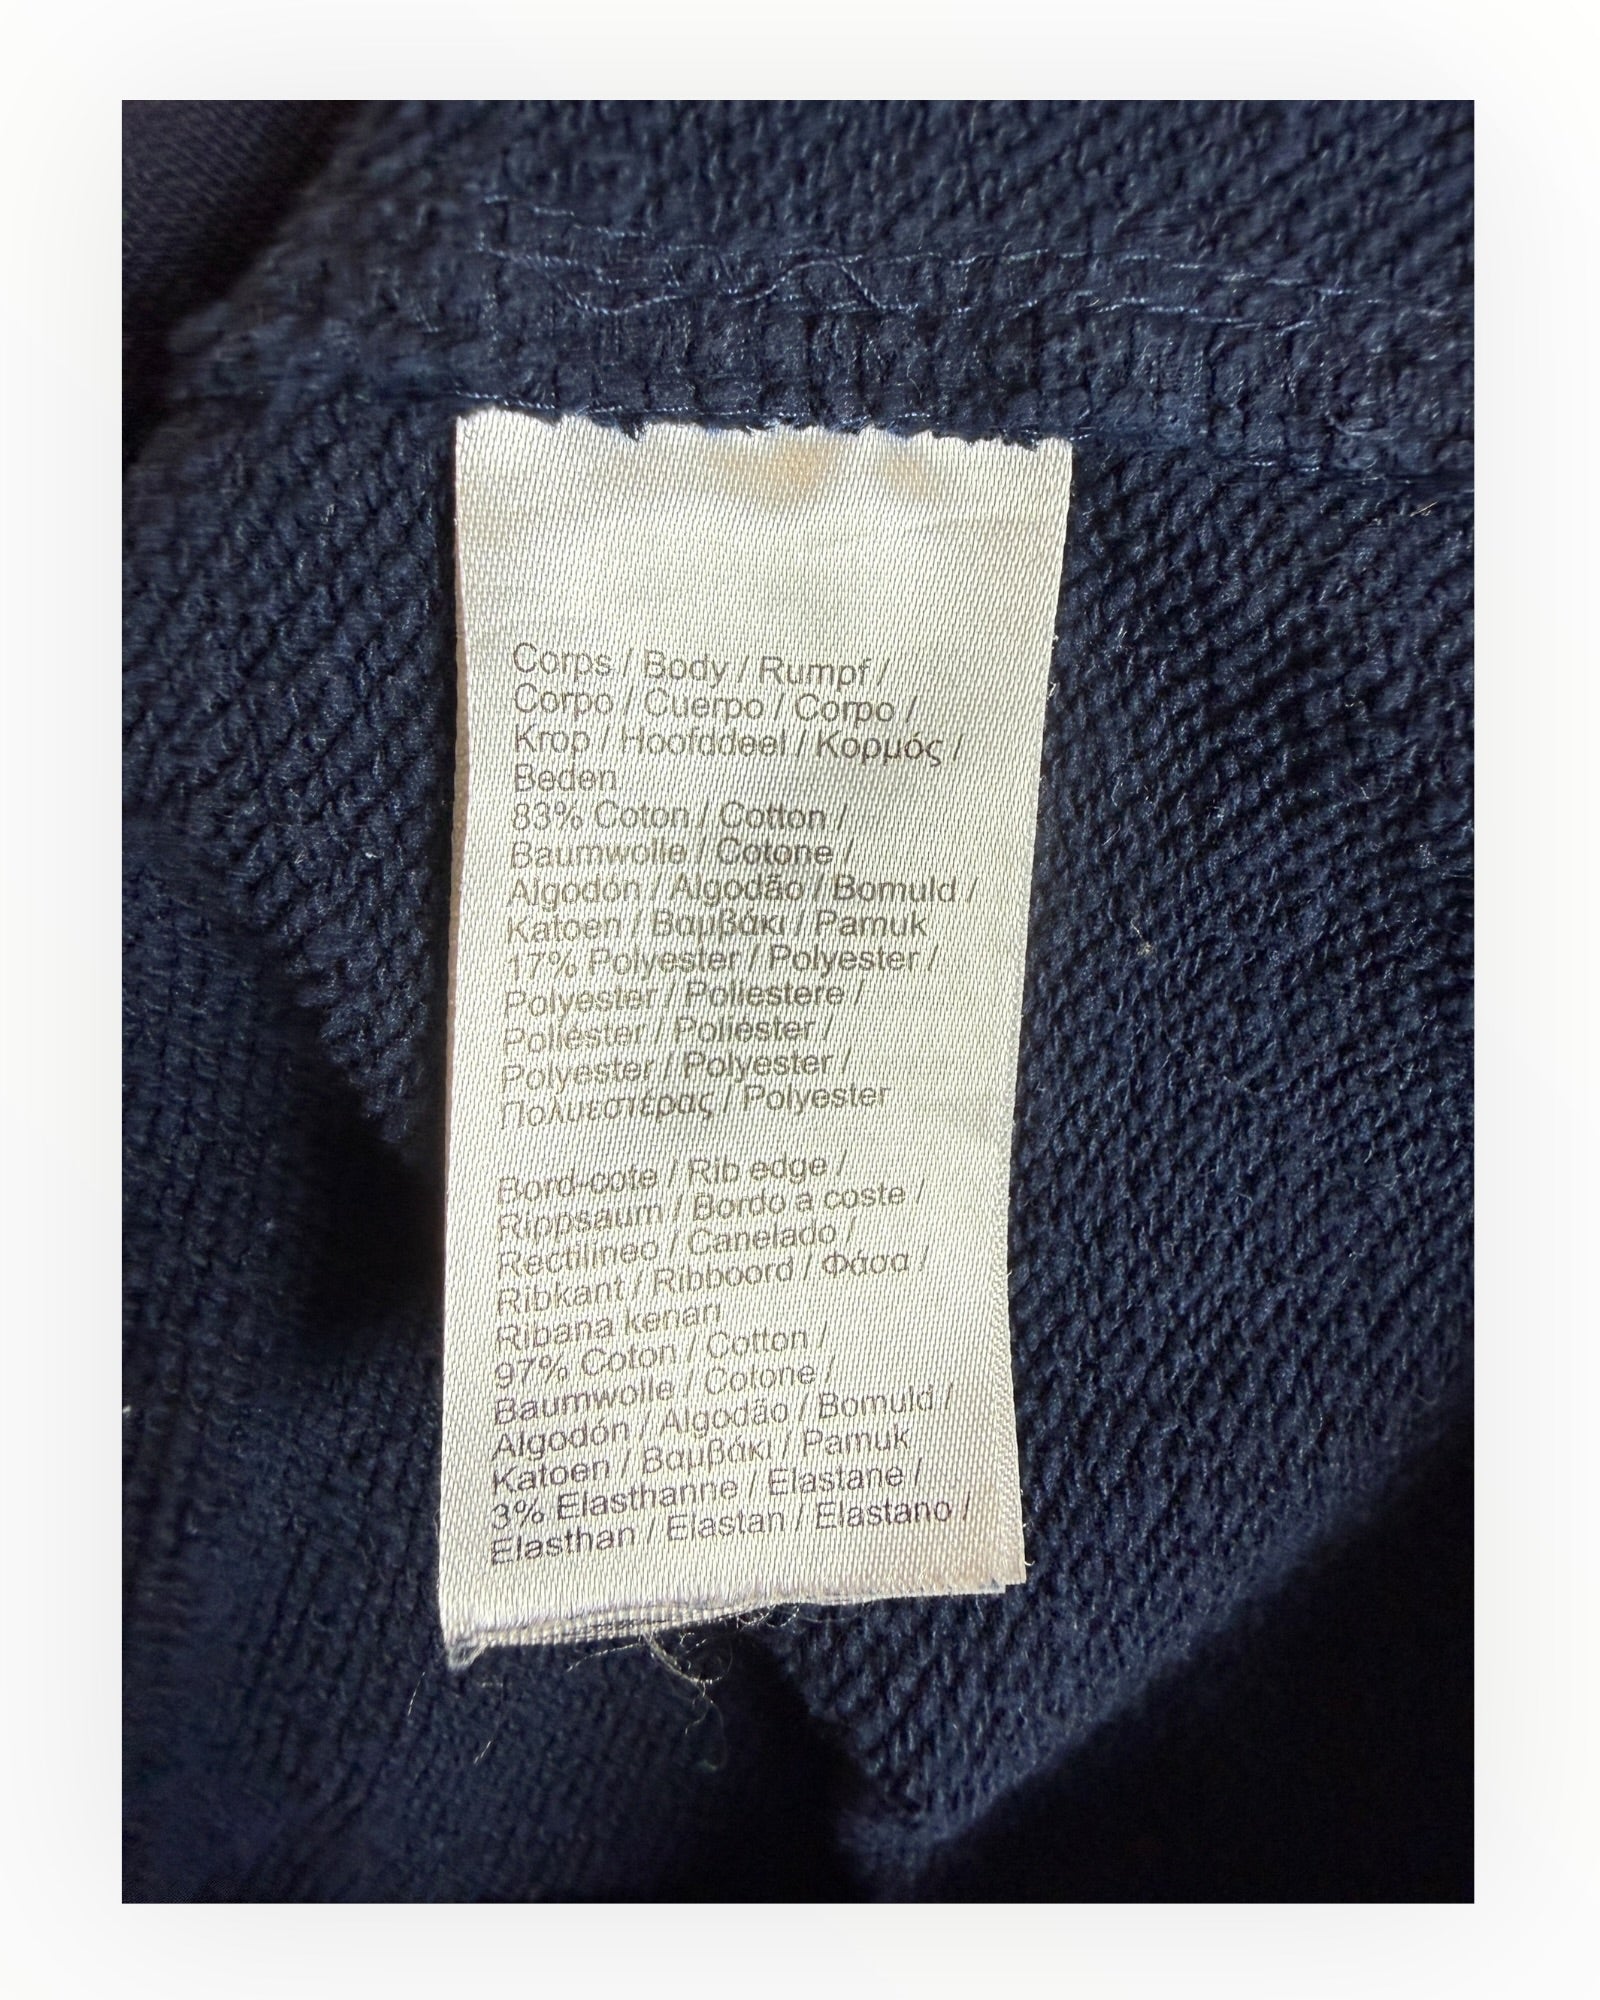 Corps / Body / Rumpf /
Corpo / Cuerpo / Corpo /
Krop / Hoofddeel / Κορμός /
Beden
83% Coton / Cotton /
Baumwolle / Cotone /
Algodón / Algodão / Bomuld /
Katoen / Βαμβάκι / Pamuk
17% Polyester / Polyester /
Polyester / Poliestere /
Poliéster / Poliéster /
Polyester / Polyester /
Πολυεστέρας / Polyester
Bord-cote / Rib edge /
Rippsaum / Bordo a coste /
Rectilineo / Canelado /
Ribkant / Ribboord / Φάσα /
Ribana kenarı
97% Coton / Cotton /
Baumwolle / Cotone /
Algodón / Algodão / Bomuld /
Katoen / Βαμβάκι / Pamuk
3% Elasthanne / Elastane /
Elasthan / Elastan / Elastano /